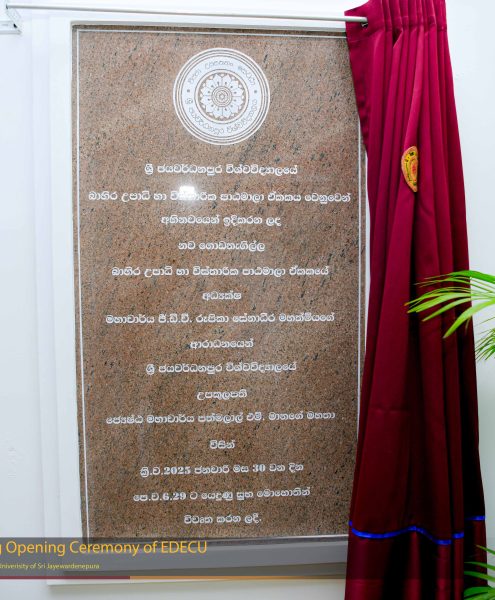 ශ්‍රී ජයවර්ධනපුර විශ්වවිද්‍යාලයේ
බාහිර උපාධි හා විස්තාරික පාඨමාලා ඒකකය වෙනුවෙන්
අභිනවයෙන් ඉදිකරන ලද
නව ගොඩනැගිල්ල
බාහිර උපාධි හා විස්තාරික පාඨමාලා ඒකකයේ
අධ්‍යක්ෂ
මහාචාර්ය පී.ඩී.වී. රූපිකා සේනාධීර මහත්මියගේ
ආරාධනයෙන්
ශ්‍රී ජයවර්ධනපුර විශ්වවිද්‍යාලයේ
උපකුලපති
ජ්‍යෙෂ්ඨ මහාචාර්ය පත්මලාල් එම්. මානගේ මහතා
විසින්
ක්‍රි.ව.2025 ජනවාරි මස 30 වන දින
පෙ.ව.6.29 ට යෙදුණු සුභ මොහොතින්
විවෘත කරන ලදී.
Opening Ceremony of EDECU
University of Sri Jayewardenepura